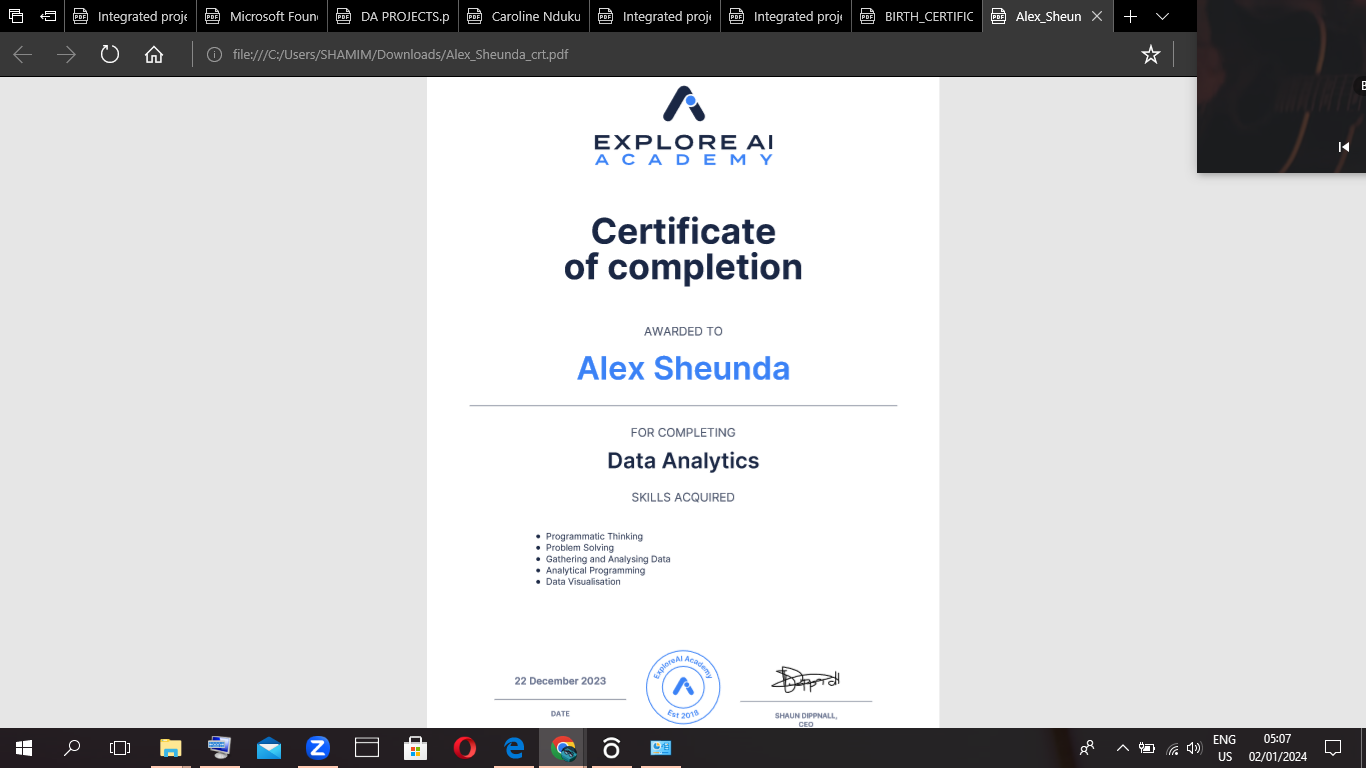 Integrated proje
Microsoft Foun
DA PROJECTS.p
Caroline Nduku
Integrated proje
Integrated proje
BIRTH_CERTIFIC
Alex_Sheun
file:///C:/Users/SHAMIM/Downloads/Alex_Sheunda_crt.pdf
EXPLORE AI
ACADEMY
Certificate
of completion
AWARDED TO
Alex Sheunda
FOR COMPLETING
Data Analytics
SKILLS ACQUIRED
• Programmatic Thinking
• Problem Solving
• Gathering and Analysing Data
• Analytical Programming
• Data Visualisation
22 December 2023
DATE
ExploreAI Academy
Est 2018
SHAUN DIPPNALL,
CEO
ENG
US
05:07
02/01/2024